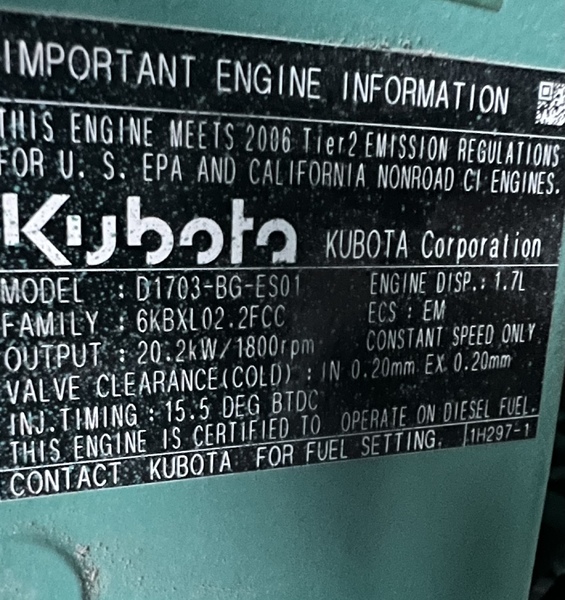 IMPORTANT ENGINE INFORMATION
THIS ENGINE MEETS 2006 Tier2 EMISSION REGULATIONS
FOR U. S. EPA AND CALIFORNIA NONROAD CI ENGINES.
Kubota KUBOTA Corporation
MODEL : D1703-BG-ES01 ENGINE DISP.: 1.7L
FAMILY : 6KBXL02.2FCC ECS : EM
OUTPUT : 20.2kW/1800rpm CONSTANT SPEED ONLY
VALVE CLEARANCE(COLD) : IN 0.20mm EX 0.20mm
INJ.TIMING : 15.5 DEG BTDC
THIS ENGINE IS CERTIFIED TO OPERATE ON DIESEL FUEL.
CONTACT KUBOTA FOR FUEL SETTING. 1H297-1